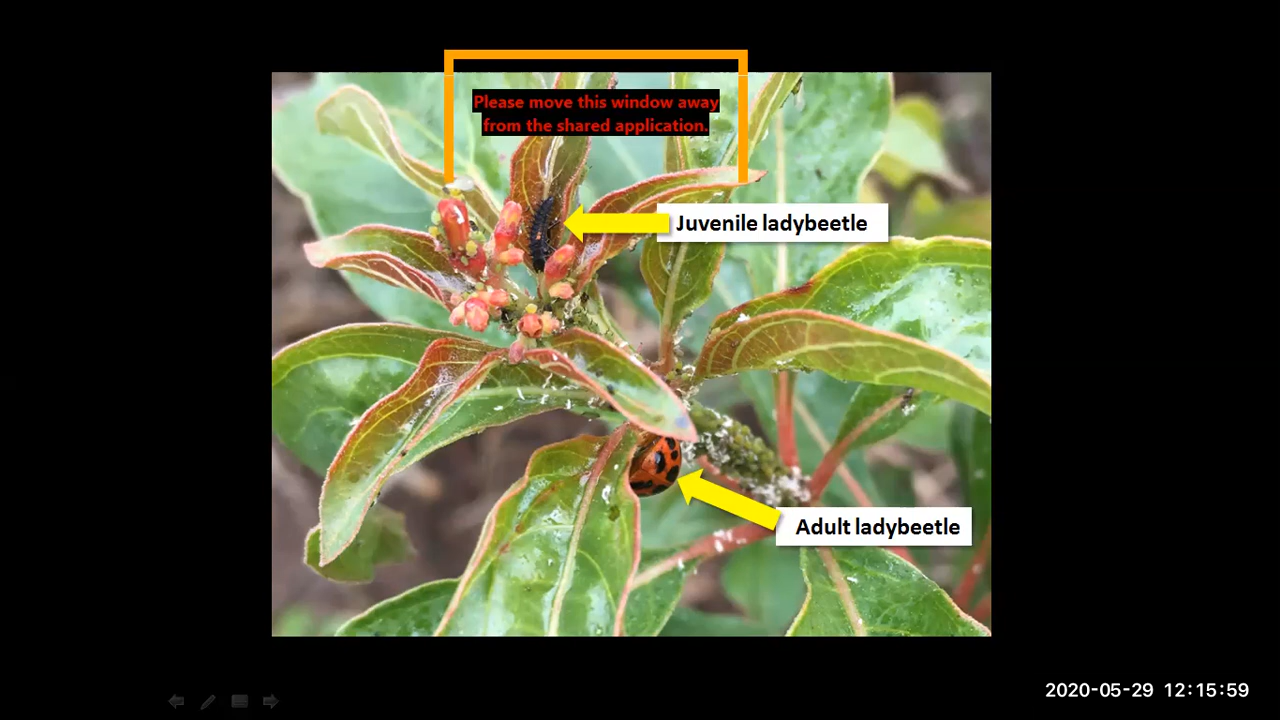 Please move this window away
from the shared application.
Juvenile ladybeetle
Adult ladybeetle
2020-05-29 12:15:59